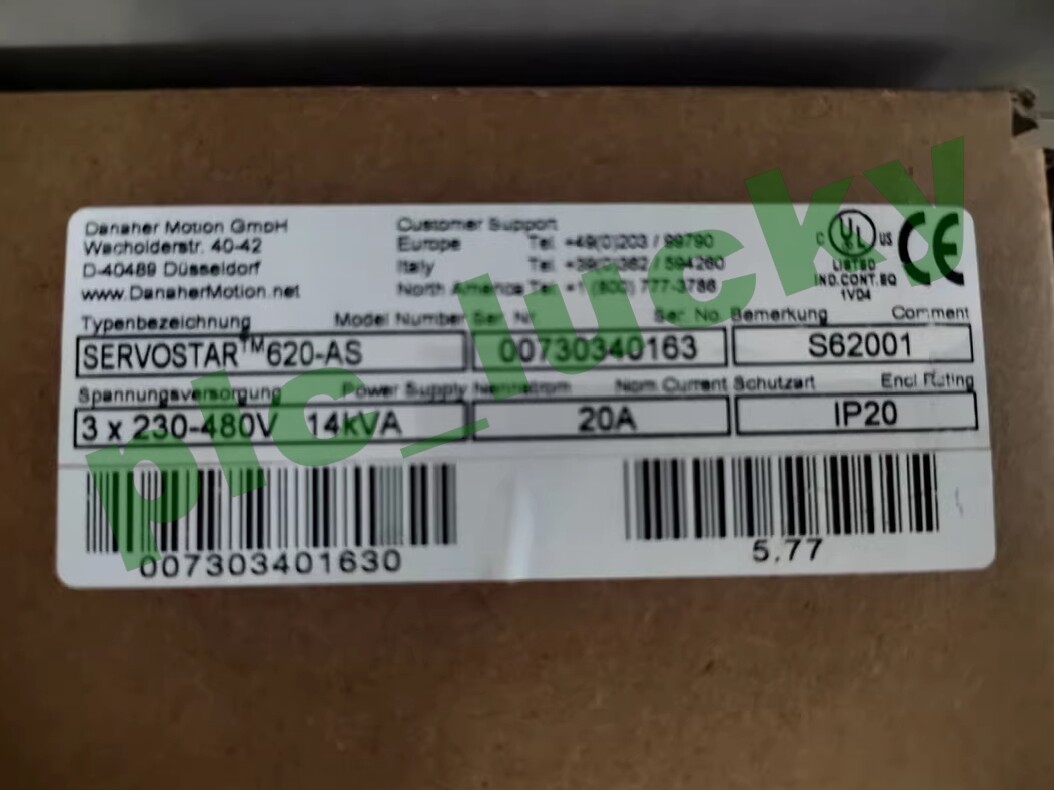 Danaher Motion GmbH
Wacholderstr. 40-42
D-40489 Düsseldorf
www.DanaherMotion.net
Customer Support
Europe Tel. +49(0)203 / 99790
Italy Tel. +39(0)362 / 594260
North America Tel. +1 (800) 777-3786
C UL US
LISTED
IND.CONT.EQ
1VD4
CE
Typenbezeichnung Model Number Ser. Nr. Ser. No. Bemerkung Comment
SERVOSTAR™620-AS 00730340163 S62001
Spannungsversorgung Power Supply Nennstrom Nom. Current Schutzart Encl.Rating
3 x 230-480V 14kVA 20A IP20
007303401630 5.77
plc_lucky